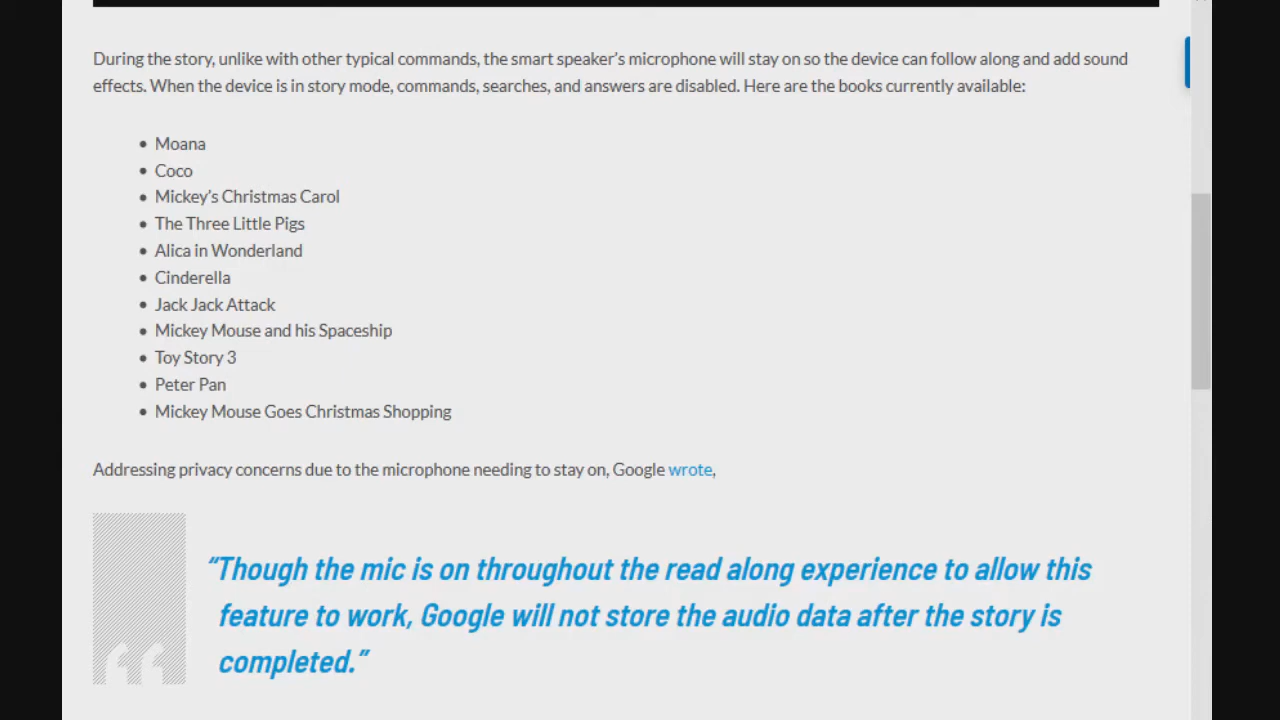 During the story, unlike with other typical commands, the smart speaker's microphone will stay on so the device can follow along and add sound
effects. When the device is in story mode, commands, searches, and answers are disabled. Here are the books currently available:
• Moana
• Coco
• Mickey's Christmas Carol
• The Three Little Pigs
• Alica in Wonderland
• Cinderella
• Jack Jack Attack
• Mickey Mouse and his Spaceship
• Toy Story 3
• Peter Pan
• Mickey Mouse Goes Christmas Shopping
Addressing privacy concerns due to the microphone needing to stay on, Google wrote,
“Though the mic is on throughout the read along experience to allow this
feature to work, Google will not store the audio data after the story is
completed.”